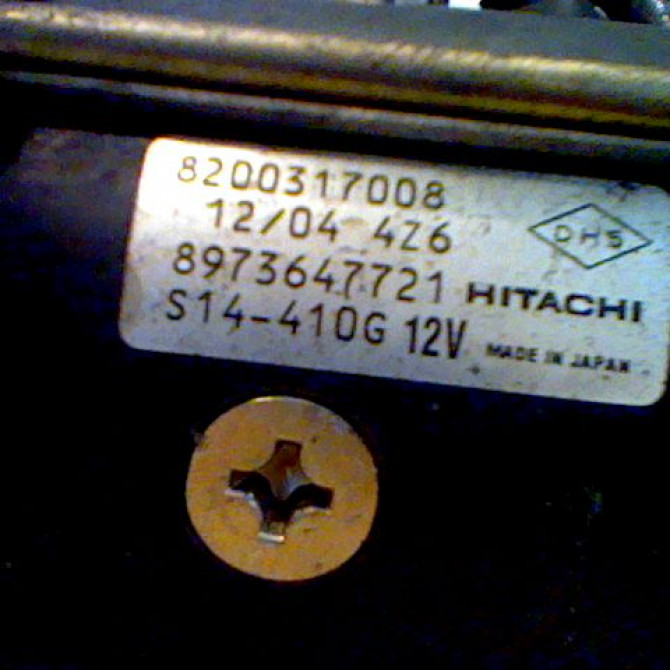 8200317008
12/04 4Z6
DHS
8973647721 HITACHI
S14-410G 12V MADE IN JAPAN